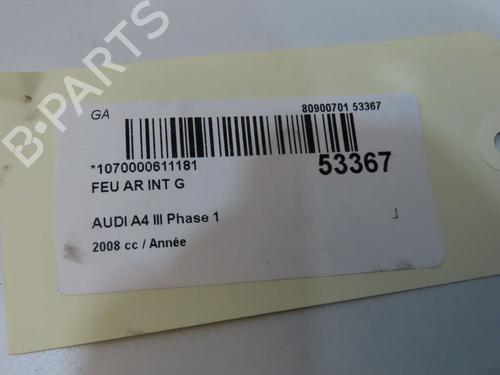 GA
80900701 53367
*1070000611181
53367
FEU AR INT G
AUDI A4 III Phase 1
2008 cc / Année
B-PARTS